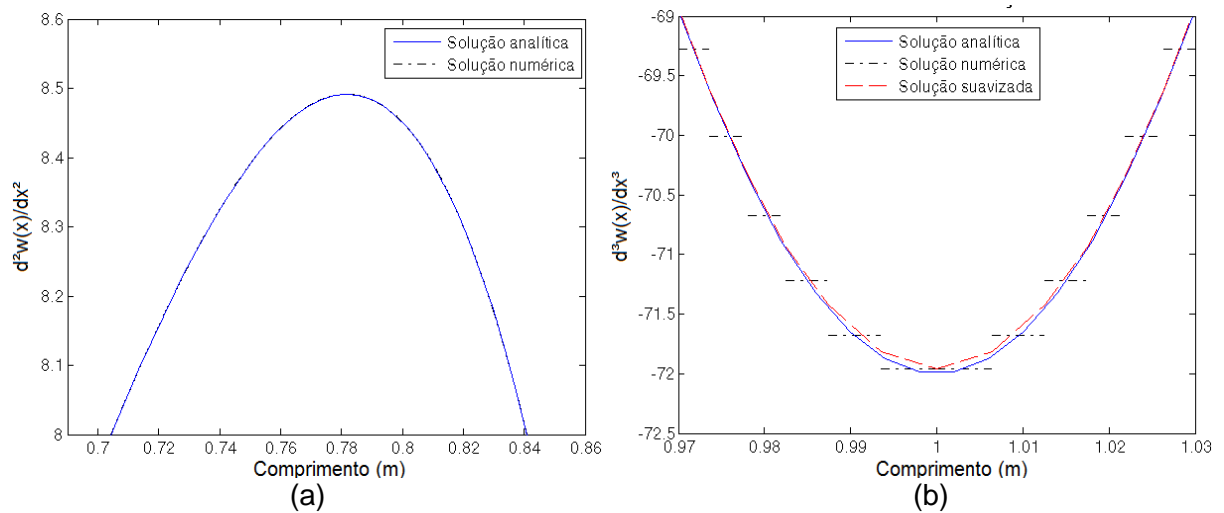 8.6
8.5
8.4
8.3
8.2
8.1
8
0.7
0.72
0.74
0.76
0.78
0.8
0.82
0.84
0.86
d²w(x)/dx²
Comprimento (m)
Solução analítica
Solução numérica
(a)
-69
-69.5
-70
-70.5
-71
-71.5
-72
-72.5
0.97
0.98
0.99
1
1.01
1.02
1.03
d³w(x)/dx³
Comprimento (m)
Solução analítica
Solução numérica
Solução suavizada
(b)